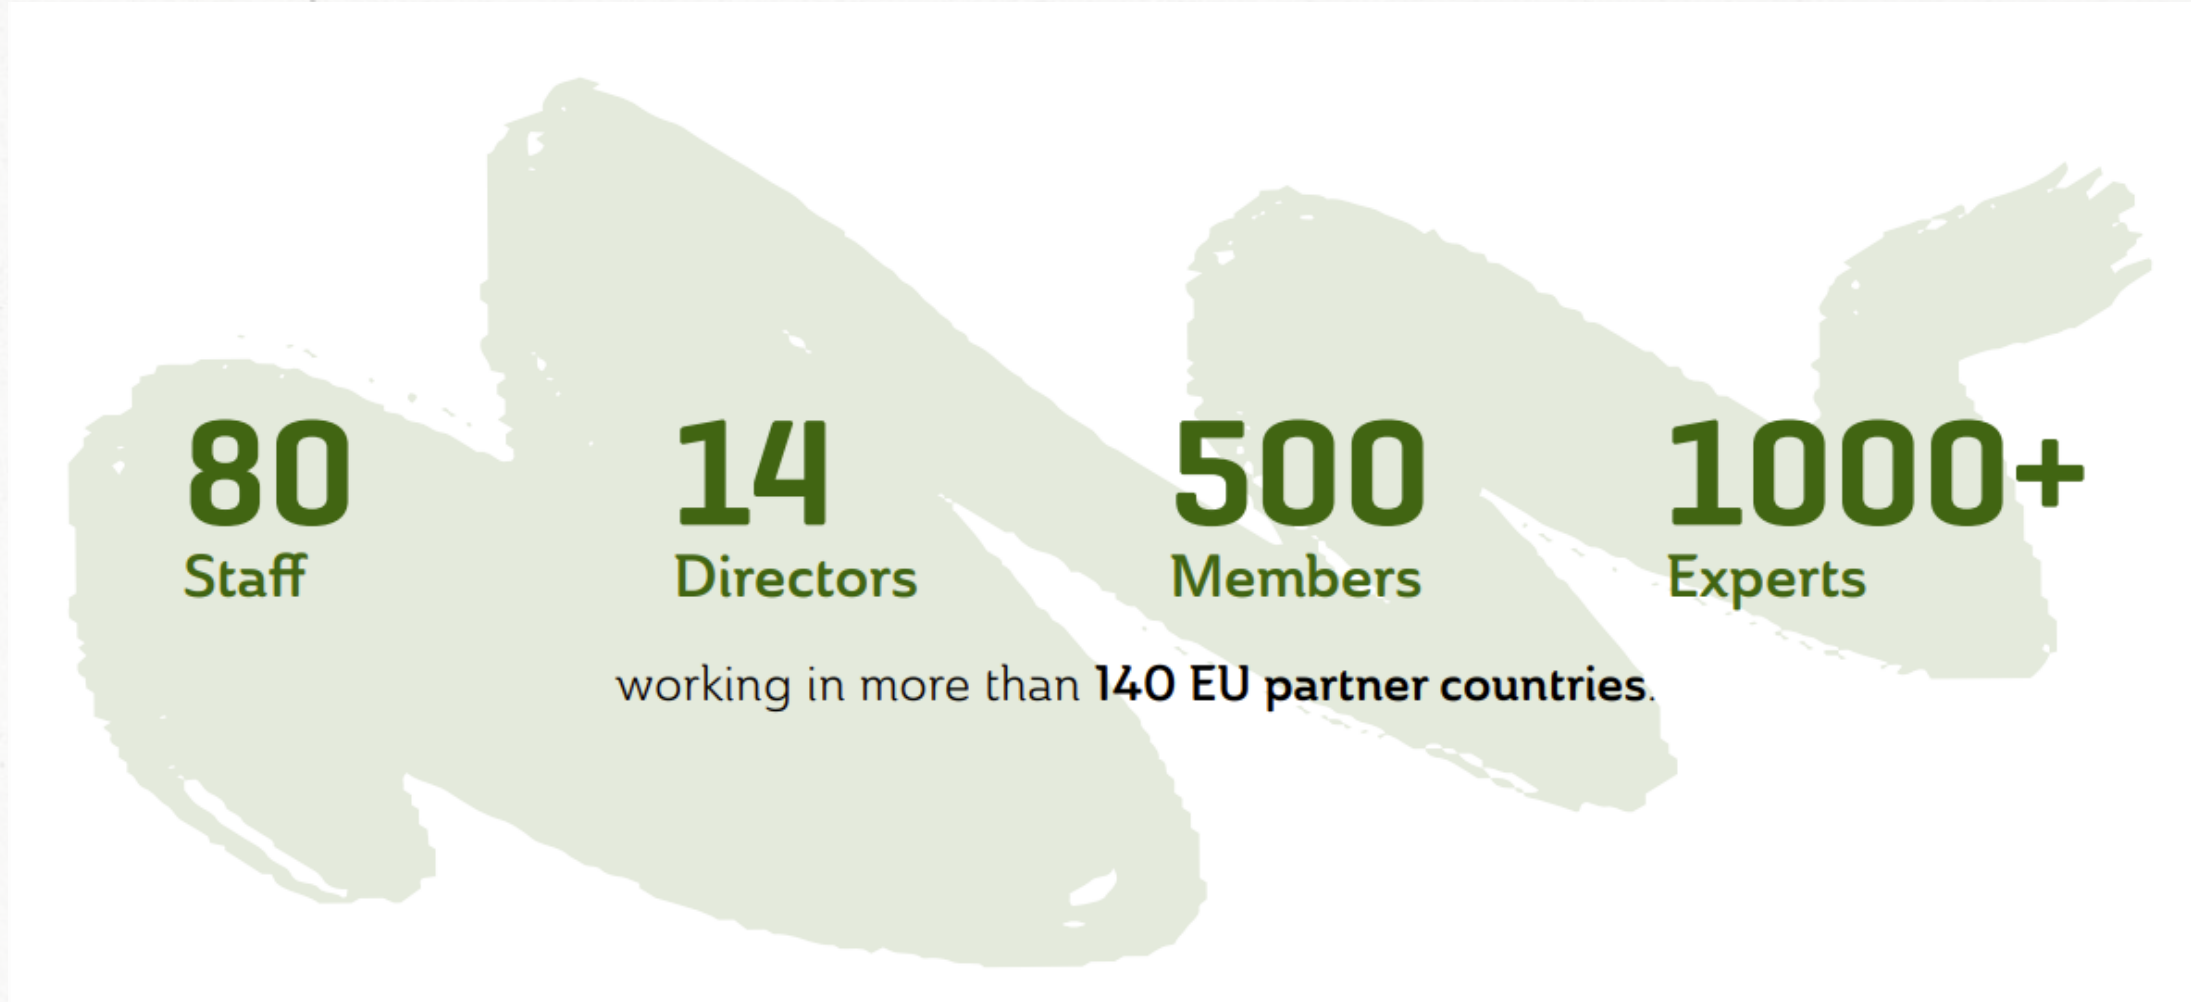 80 14 500 1000+
Staff Directors Members Experts
working in more than 140 EU partner countries.